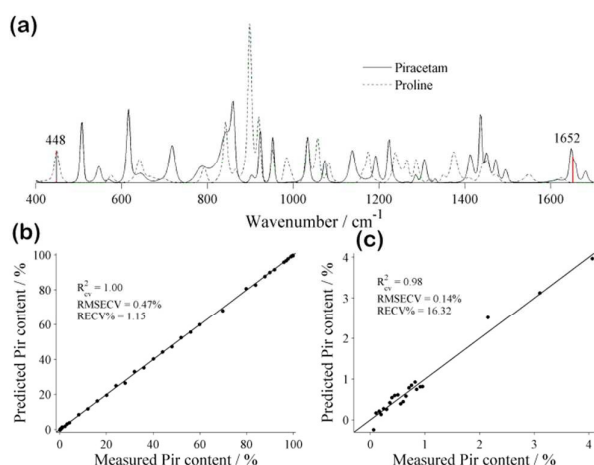 (a)
Piracetam
Proline
448
1652
400 600 800 1000 1200 1400 1600
Wavenumber / cm-1
(b)
100
80
60
40
20
0
R2cv = 1.00
RMSECV = 0.47%
RECV% = 1.15
Predicted Pir content / %
0 20 40 60 80 100
Measured Pir content / %
(c)
4
3
2
1
0
R2cv = 0.98
RMSECV = 0.14%
RECV% = 16.32
Predicted Pir content / %
0 1 2 3 4
Measured Pir content / %